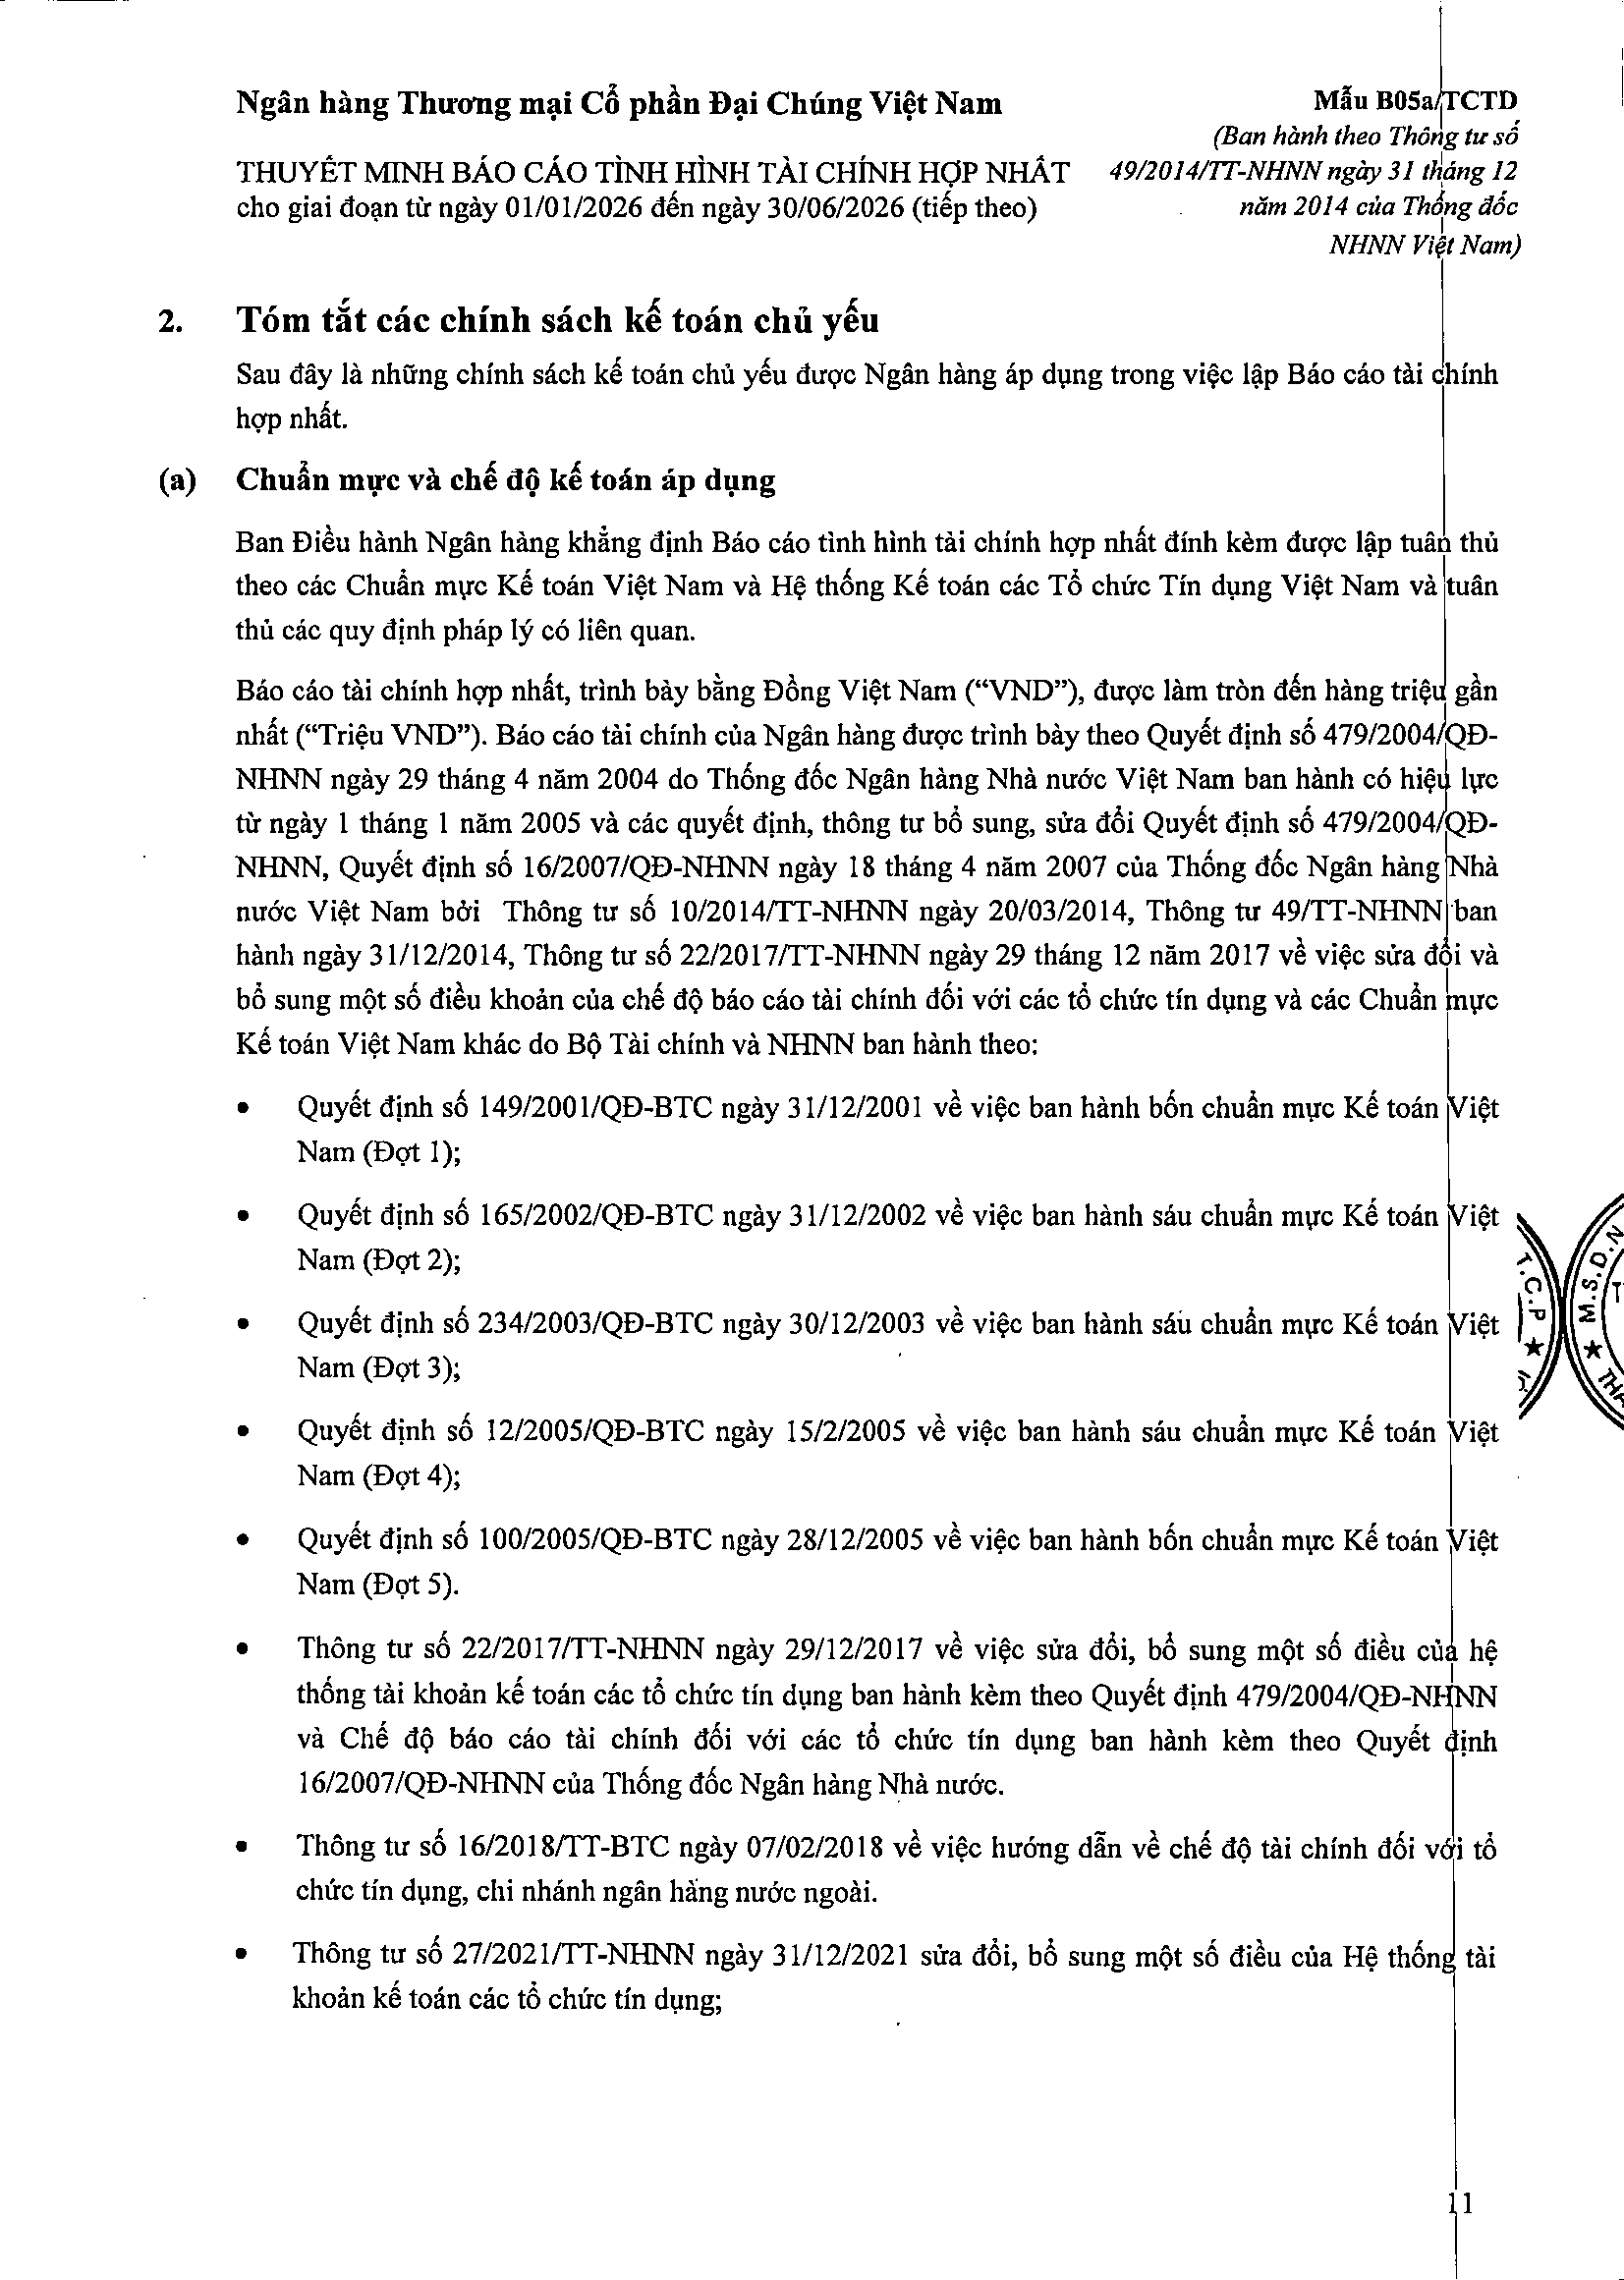 Ngân hàng Thương mại Cổ phần Đại Chúng Việt Nam
THUYẾT MINH BÁO CÁO TÌNH HÌNH TÀI CHÍNH HỢP NHẤT
cho giai đoạn từ ngày 01/01/2026 đến ngày 30/06/2026 (tiếp theo)
Mẫu B05a/TCTD
(Ban hành theo Thông tư số
49/2014/TT-NHNN ngày 31 tháng 12
năm 2014 của Thống đốc
NHNN Việt Nam)
2. Tóm tắt các chính sách kế toán chủ yếu
Sau đây là những chính sách kế toán chủ yếu được Ngân hàng áp dụng trong việc lập Báo cáo tài chính
hợp nhất.
(a) Chuẩn mực và chế độ kế toán áp dụng
Ban Điều hành Ngân hàng khẳng định Báo cáo tình hình tài chính hợp nhất đính kèm được lập tuân thủ
theo các Chuẩn mực Kế toán Việt Nam và Hệ thống Kế toán các Tổ chức Tín dụng Việt Nam và tuân
thủ các quy định pháp lý có liên quan.
Báo cáo tài chính hợp nhất, trình bày bằng Đồng Việt Nam (“VND”), được làm tròn đến hàng triệu gần
nhất (“Triệu VND”). Báo cáo tài chính của Ngân hàng được trình bày theo Quyết định số 479/2004/QĐ-
NHNN ngày 29 tháng 4 năm 2004 do Thống đốc Ngân hàng Nhà nước Việt Nam ban hành có hiệu lực
từ ngày 1 tháng 1 năm 2005 và các quyết định, thông tư bổ sung, sửa đổi Quyết định số 479/2004/QĐ-
NHNN, Quyết định số 16/2007/QĐ-NHNN ngày 18 tháng 4 năm 2007 của Thống đốc Ngân hàng Nhà
nước Việt Nam bởi Thông tư số 10/2014/TT-NHNN ngày 20/03/2014, Thông tư 49/TT-NHNN ban
hành ngày 31/12/2014, Thông tư số 22/2017/TT-NHNN ngày 29 tháng 12 năm 2017 về việc sửa đổi và
bổ sung một số điều khoản của chế độ báo cáo tài chính đối với các tổ chức tín dụng và các Chuẩn mực
Kế toán Việt Nam khác do Bộ Tài chính và NHNN ban hành theo:
• Quyết định số 149/2001/QĐ-BTC ngày 31/12/2001 về việc ban hành bốn chuẩn mực Kế toán Việt
Nam (Đợt 1);
• Quyết định số 165/2002/QĐ-BTC ngày 31/12/2002 về việc ban hành sáu chuẩn mực Kế toán Việt
Nam (Đợt 2);
• Quyết định số 234/2003/QĐ-BTC ngày 30/12/2003 về việc ban hành sáu chuẩn mực Kế toán Việt
Nam (Đợt 3);
• Quyết định số 12/2005/QĐ-BTC ngày 15/2/2005 về việc ban hành sáu chuẩn mực Kế toán Việt
Nam (Đợt 4);
• Quyết định số 100/2005/QĐ-BTC ngày 28/12/2005 về việc ban hành bốn chuẩn mực Kế toán Việt
Nam (Đợt 5).
• Thông tư số 22/2017/TT-NHNN ngày 29/12/2017 về việc sửa đổi, bổ sung một số điều của hệ
thống tài khoản kế toán các tổ chức tín dụng ban hành kèm theo Quyết định 479/2004/QĐ-NHNN
và Chế độ báo cáo tài chính đối với các tổ chức tín dụng ban hành kèm theo Quyết định
16/2007/QĐ-NHNN của Thống đốc Ngân hàng Nhà nước.
• Thông tư số 16/2018/TT-BTC ngày 07/02/2018 về việc hướng dẫn về chế độ tài chính đối với tổ
chức tín dụng, chi nhánh ngân hàng nước ngoài.
• Thông tư số 27/2021/TT-NHNN ngày 31/12/2021 sửa đổi, bổ sung một số điều của Hệ thống tài
khoản kế toán các tổ chức tín dụng;
T.C.P ★
★ M.S.D.N
11